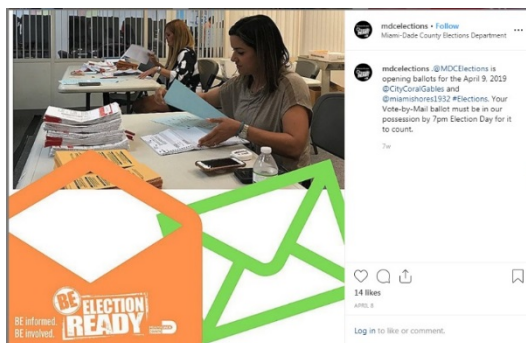 mdcelections • Follow
Miami-Dade County Elections Department
mdcelections .@MDCElections is
opening ballots for the April 9, 2019
@CityCoralGables and
@miamishores1932 #Elections. Your
Vote-by-Mail ballot must be in our
possession by 7pm Election Day for it
to count.
7w
14 likes
APRIL 8
Log in to like or comment.
BE ELECTION
READY
BE informed.
BE involved.